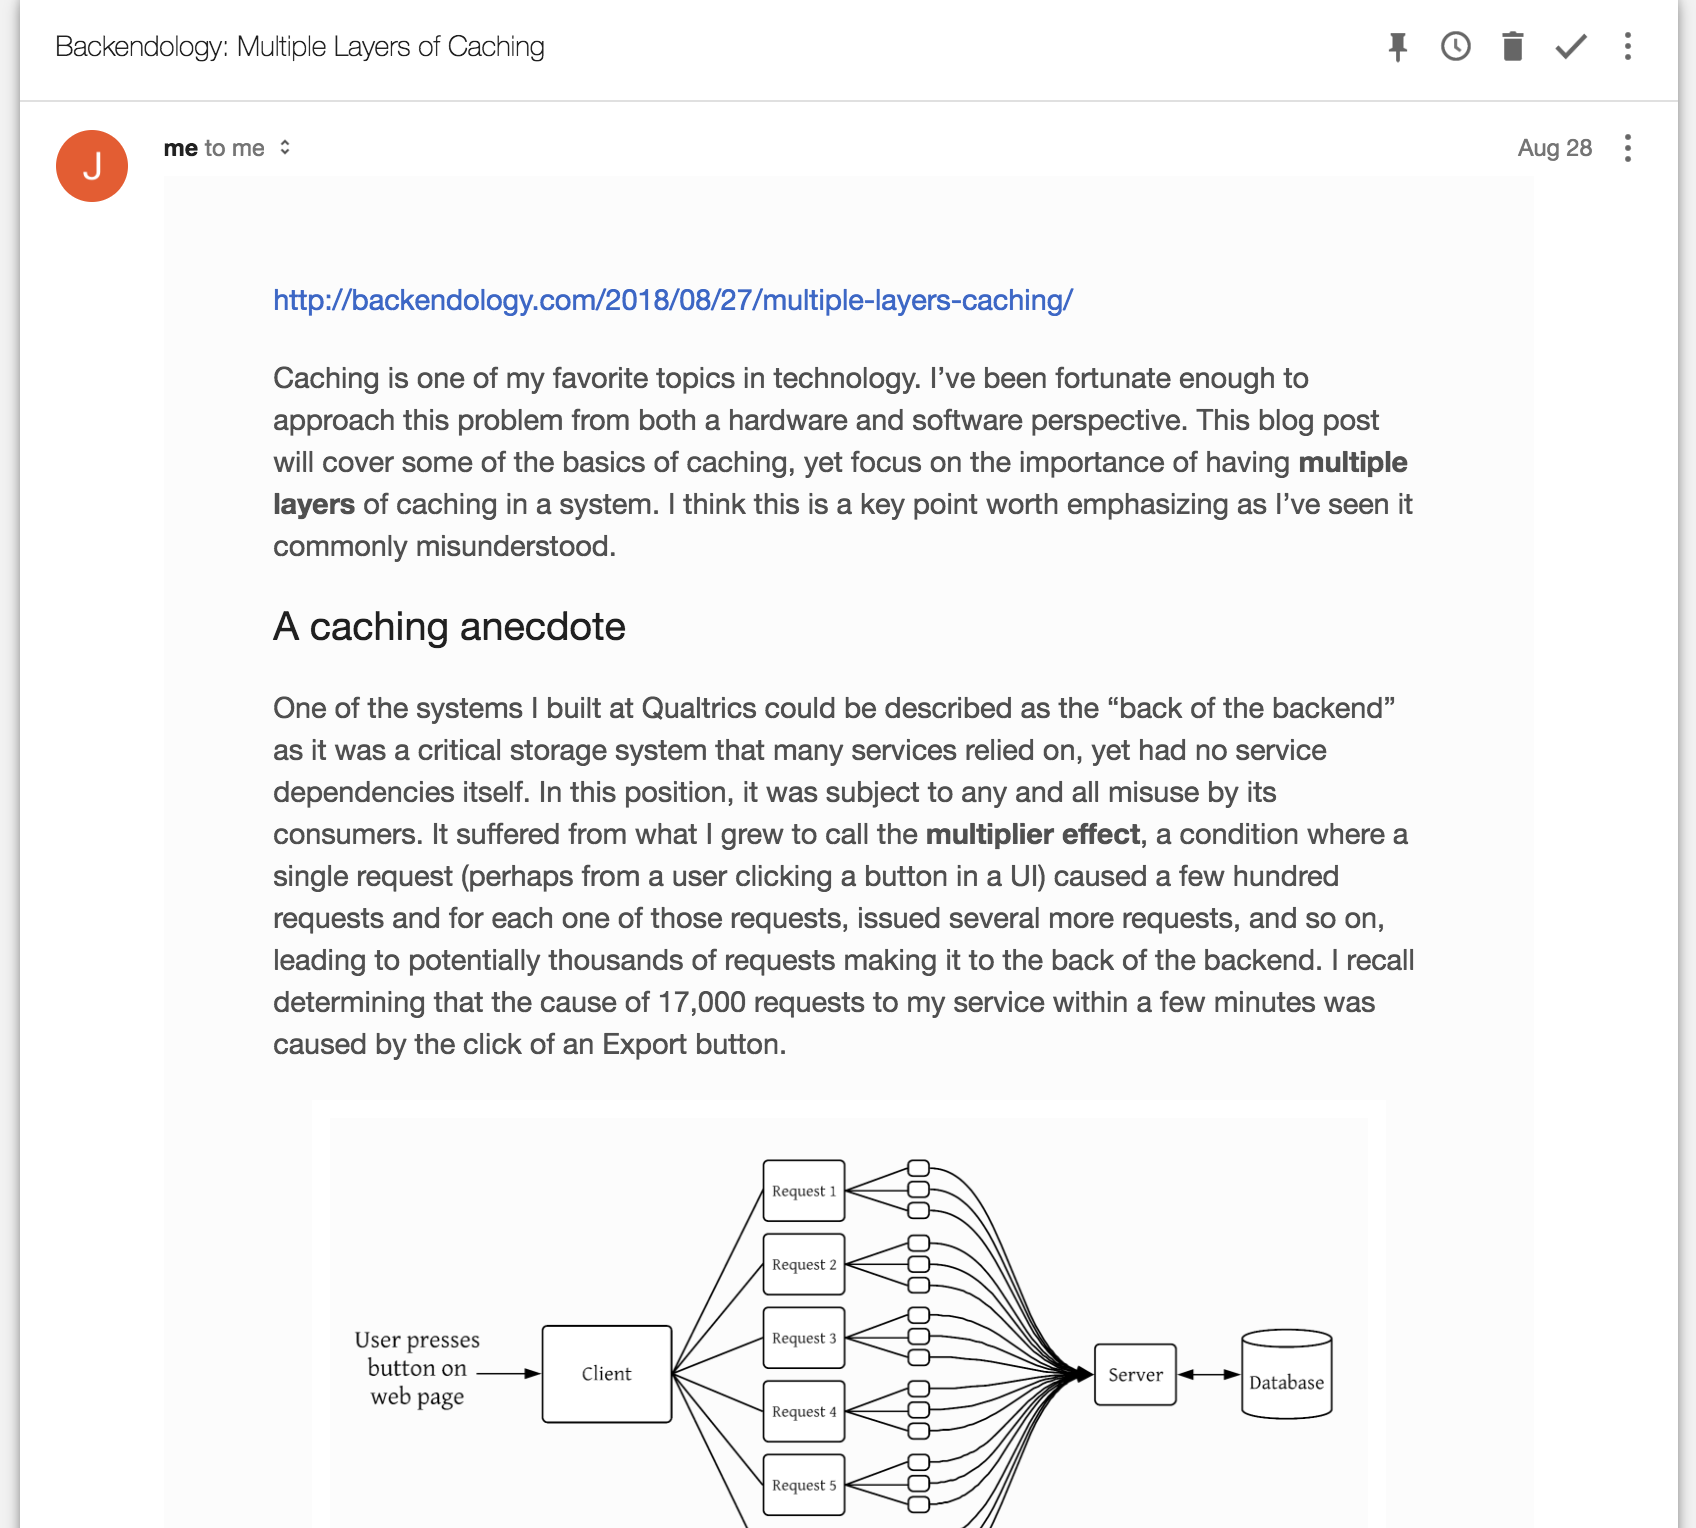 Backendology: Multiple Layers of Caching
J
me to me
Aug 28
http://backendology.com/2018/08/27/multiple-layers-caching/
Caching is one of my favorite topics in technology. I’ve been fortunate enough to
approach this problem from both a hardware and software perspective. This blog post
will cover some of the basics of caching, yet focus on the importance of having multiple
layers of caching in a system. I think this is a key point worth emphasizing as I’ve seen it
commonly misunderstood.
A caching anecdote
One of the systems I built at Qualtrics could be described as the “back of the backend”
as it was a critical storage system that many services relied on, yet had no service
dependencies itself. In this position, it was subject to any and all misuse by its
consumers. It suffered from what I grew to call the multiplier effect, a condition where a
single request (perhaps from a user clicking a button in a UI) caused a few hundred
requests and for each one of those requests, issued several more requests, and so on,
leading to potentially thousands of requests making it to the back of the backend. I recall
determining that the cause of 17,000 requests to my service within a few minutes was
caused by the click of an Export button.
User presses
button on
web page
Client
Request 1
Request 2
Request 3
Request 4
Request 5
Server
Database